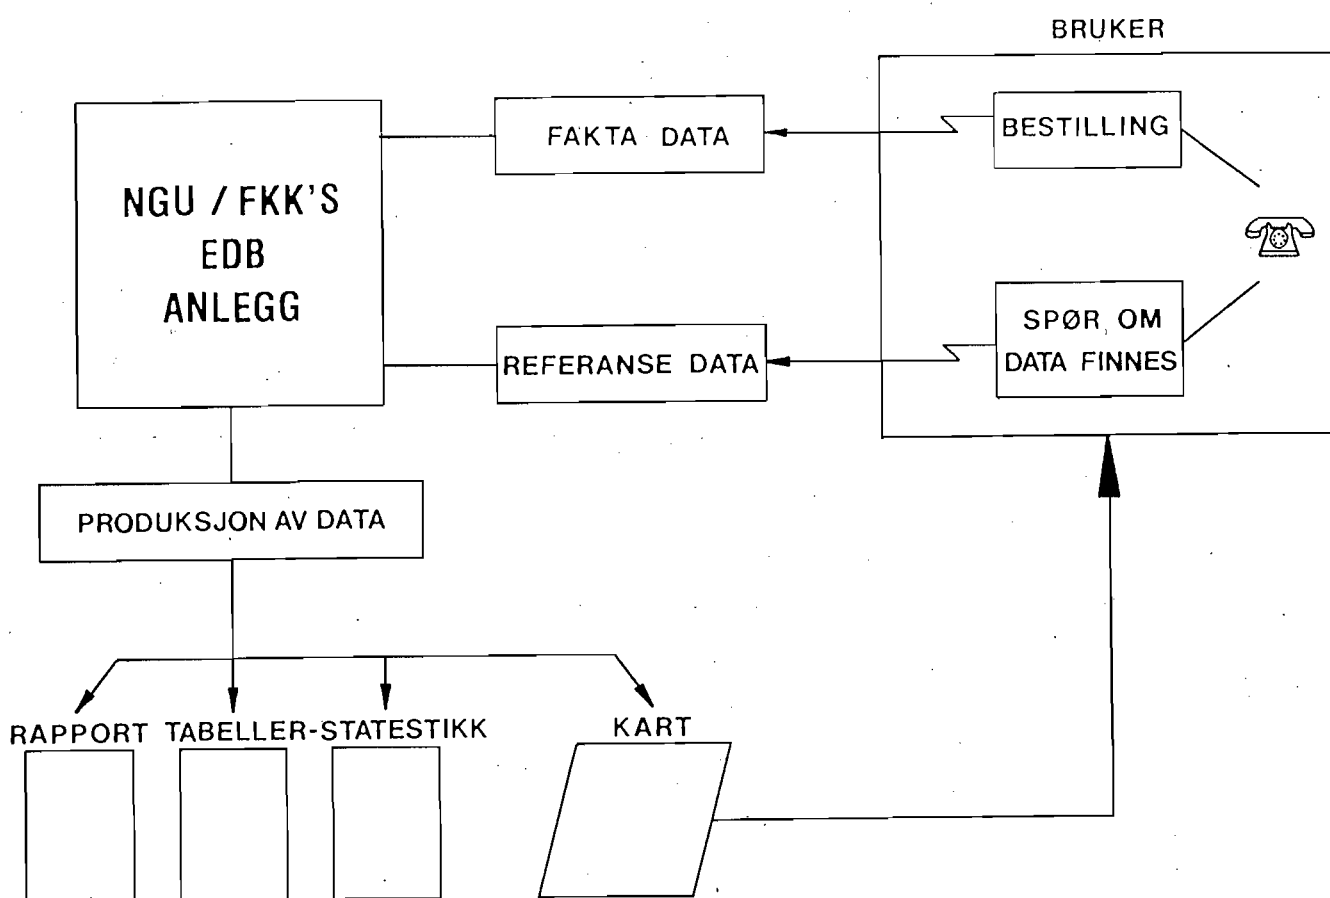 BRUKER
FAKTA DATA
BESTILLING
NGU / FKK'S
EDB
ANLEGG
REFERANSE DATA
SPØR OM
DATA FINNES
PRODUKSJON AV DATA
RAPPORT TABELLER-STATESTIKK
KART